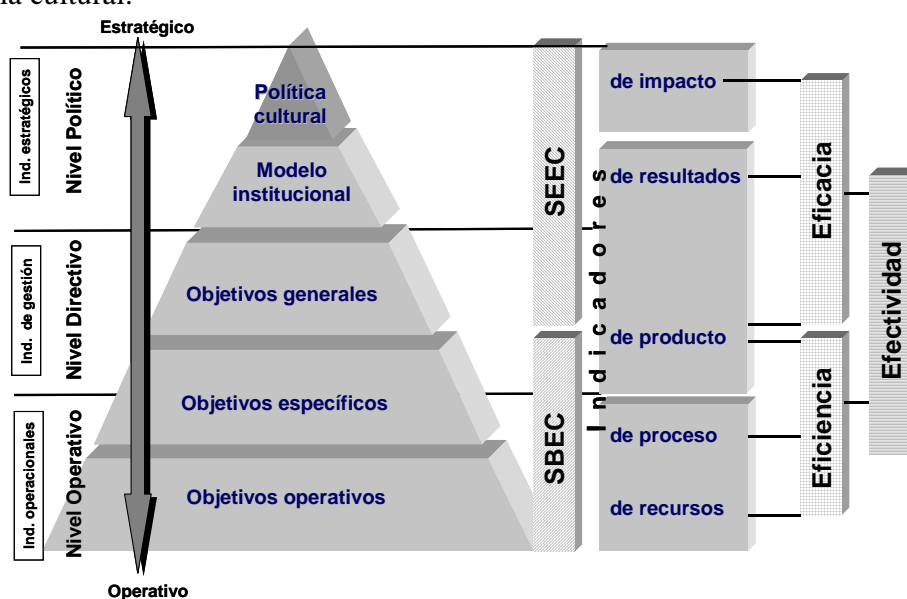 la cultural.
Estratégico
Ind. estratégicos
Nivel Político
Política
cultural
Modelo
institucional
Ind. de gestión
Nivel Directivo
Objetivos generales
Objetivos específicos
Ind. operacionales
Nivel Operativo
Objetivos operativos
Operativo
SEEC
SBEC
Indicadores
de impacto
de resultados
de producto
de proceso
de recursos
Eficacia
Eficiencia
Efectividad